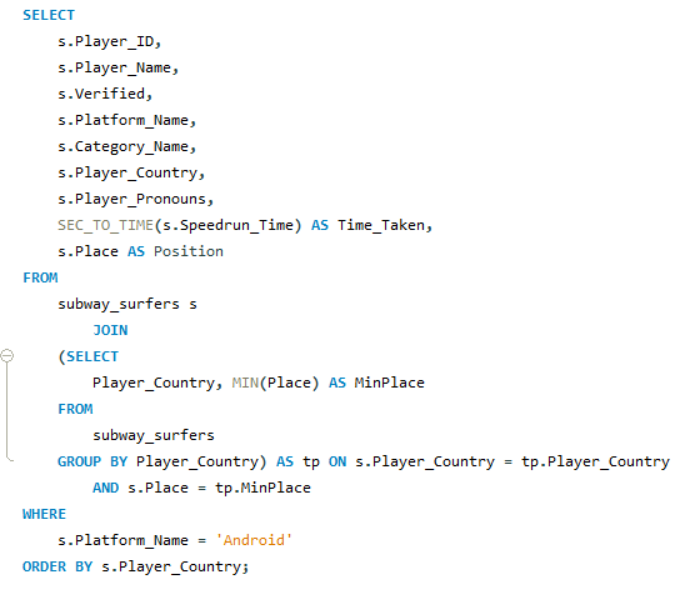 SELECT
s.Player_ID,
s.Player_Name,
s.Verified,
s.Platform_Name,
s.Category_Name,
s.Player_Country,
s.Player_Pronouns,
SEC_TO_TIME(s.Speedrun_Time) AS Time_Taken,
s.Place AS Position
FROM
subway_surfers s
JOIN
(SELECT
Player_Country, MIN(Place) AS MinPlace
FROM
subway_surfers
GROUP BY Player_Country) AS tp ON s.Player_Country = tp.Player_Country
AND s.Place = tp.MinPlace
WHERE
s.Platform_Name = 'Android'
ORDER BY s.Player_Country;